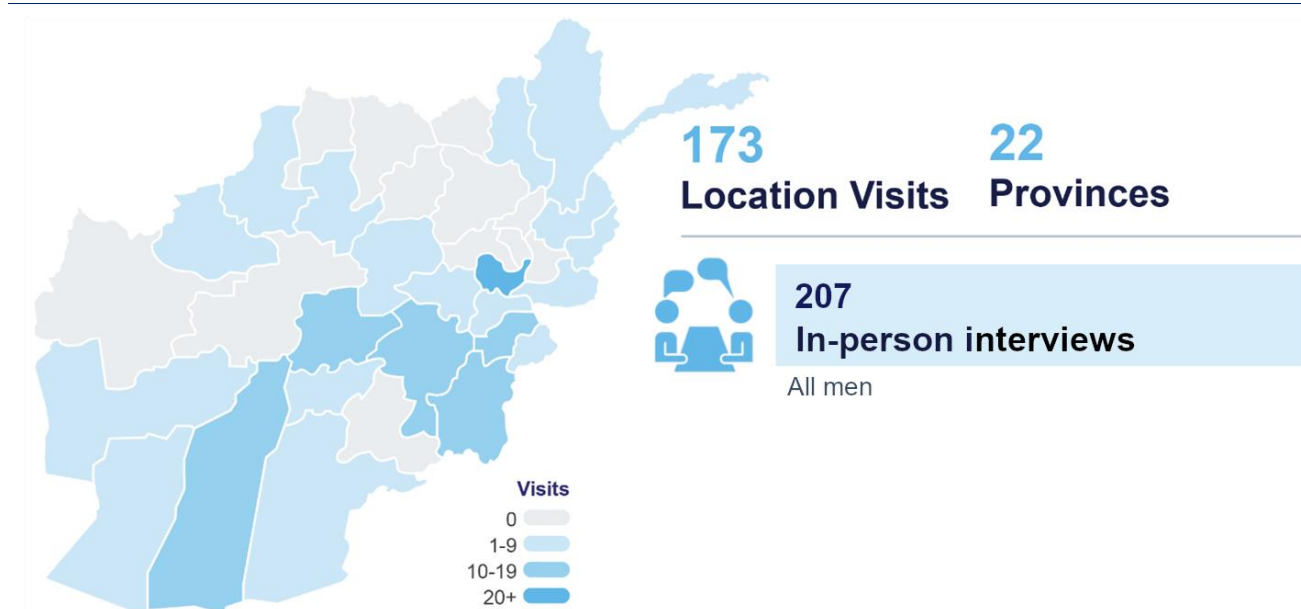 173
Location Visits
22
Provinces
207
In-person interviews
All men
Visits
0
1-9
10-19
20+